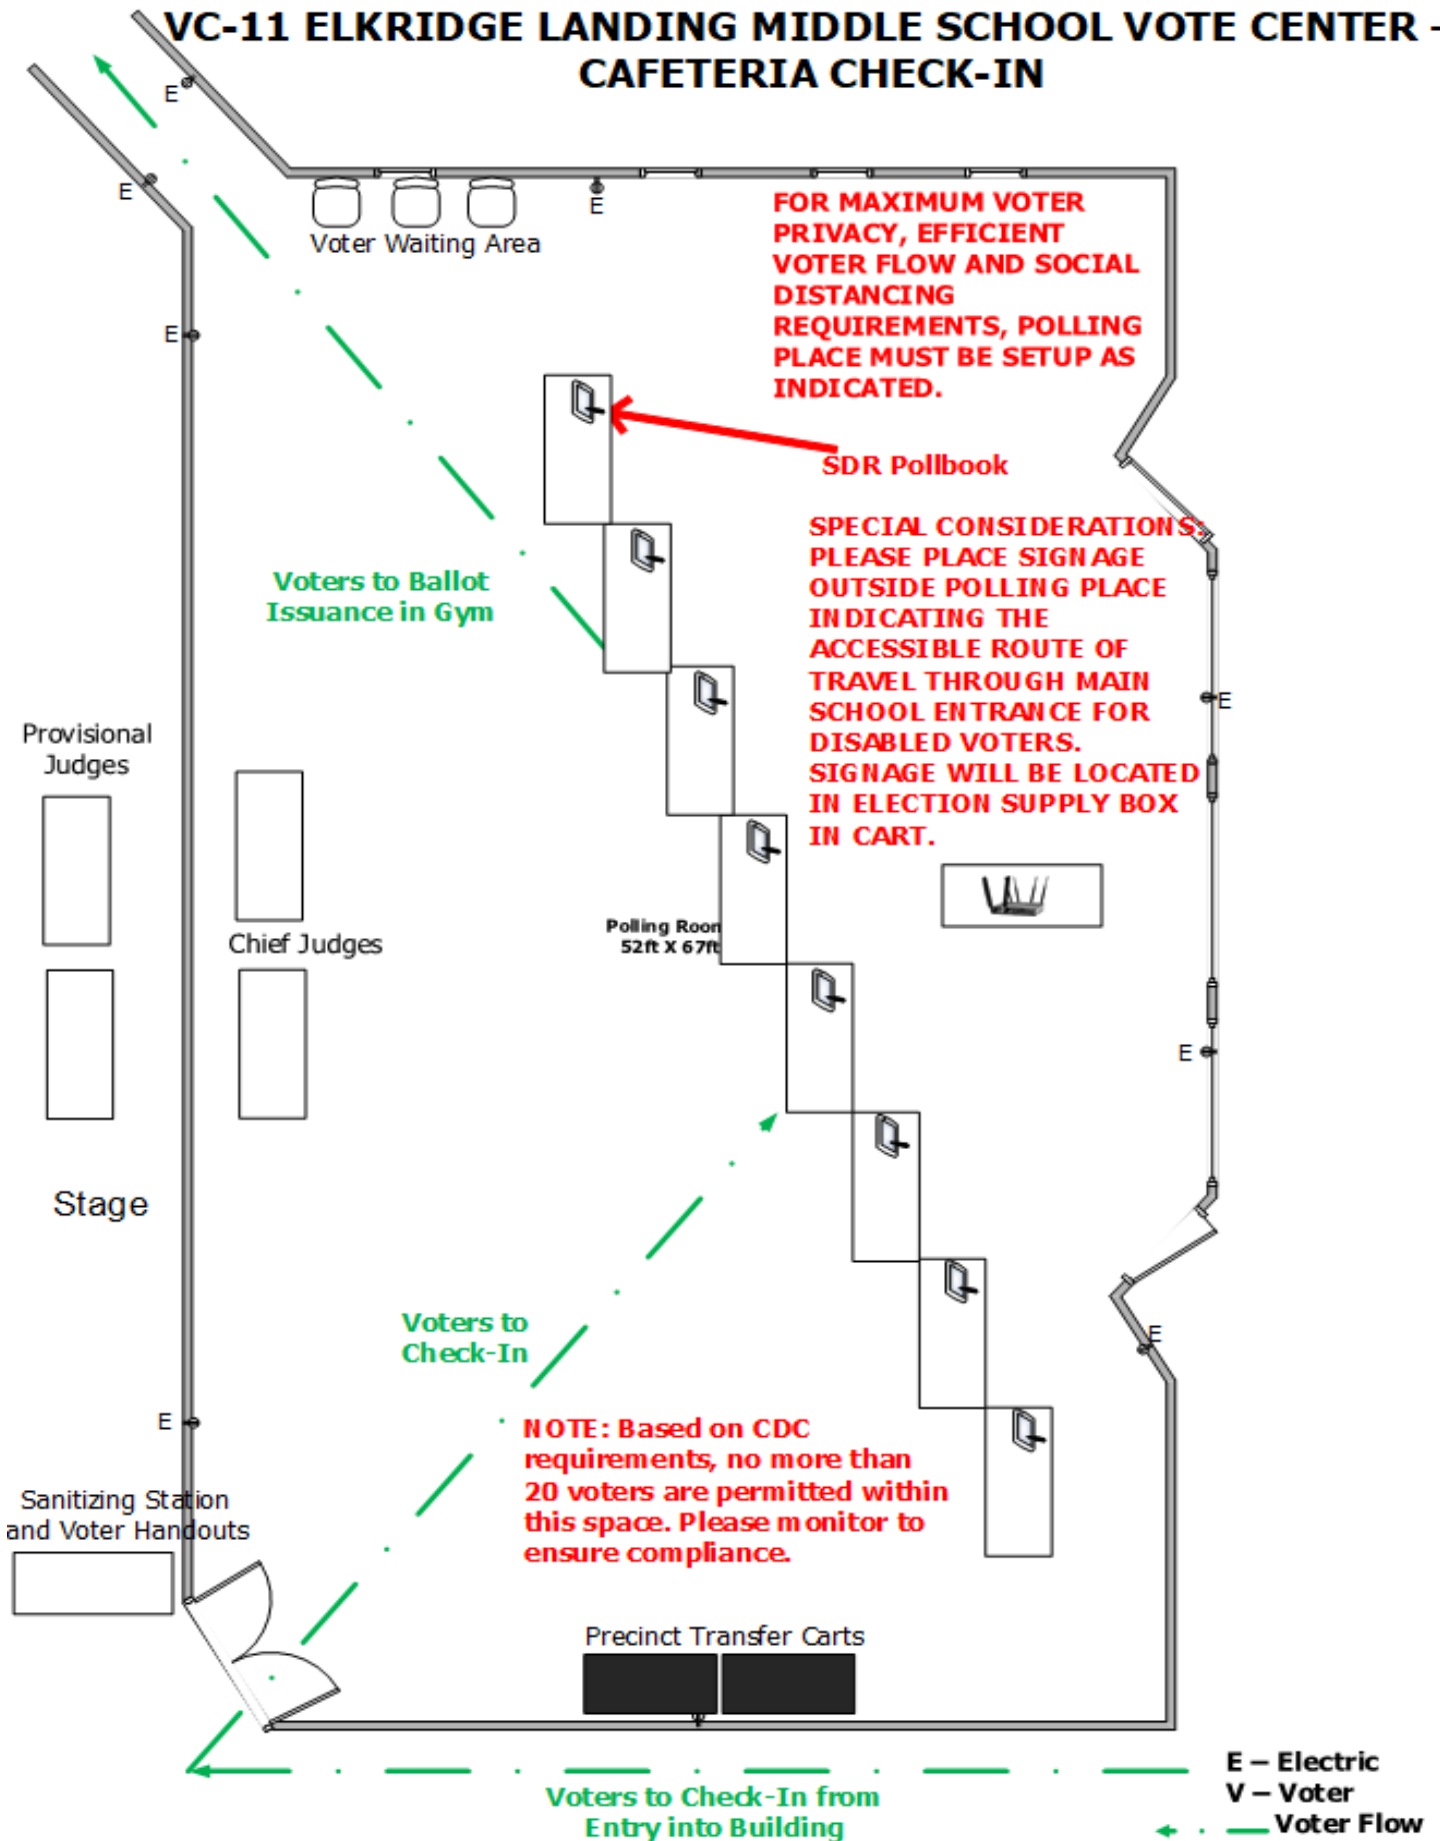 VC-11 ELKRIDGE LANDING MIDDLE SCHOOL VOTE CENTER -
CAFETERIA CHECK-IN
E
E
E
Voter Waiting Area
FOR MAXIMUM VOTER
PRIVACY, EFFICIENT
VOTER FLOW AND SOCIAL
DISTANCING
REQUIREMENTS, POLLING
PLACE MUST BE SETUP AS
INDICATED.
E
SDR Pollbook
SPECIAL CONSIDERATIONS:
PLEASE PLACE SIGNAGE
OUTSIDE POLLING PLACE
INDICATING THE
ACCESSIBLE ROUTE OF
TRAVEL THROUGH MAIN
SCHOOL ENTRANCE FOR
DISABLED VOTERS.
SIGNAGE WILL BE LOCATED
IN ELECTION SUPPLY BOX
IN CART.
Voters to Ballot
Issuance in Gym
E
Provisional
Judges
Chief Judges
Polling Room
52ft X 67ft
E
Stage
Voters to
Check-In
E
E
NOTE: Based on CDC
requirements, no more than
20 voters are permitted within
this space. Please monitor to
ensure compliance.
Sanitizing Station
and Voter Handouts
Precinct Transfer Carts
Voters to Check-In from
Entry into Building
E – Electric
V – Voter
Voter Flow